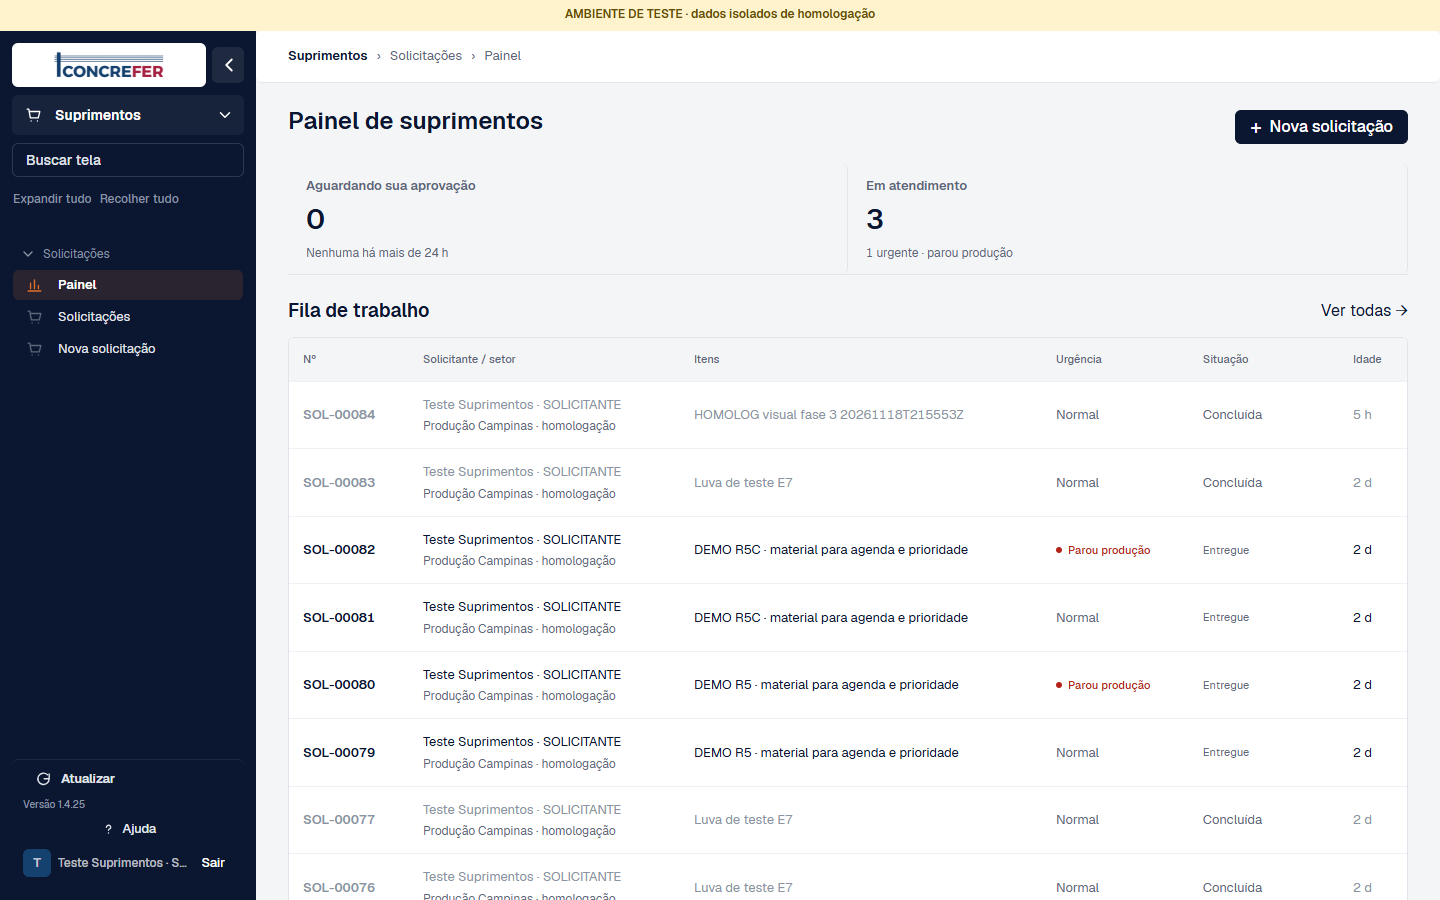 AMBIENTE DE TESTE · dados isolados de homologação
CONCREFER
Suprimentos
Buscar tela
Expandir tudo Recolher tudo
Solicitações
Painel
Solicitações
Nova solicitação
Atualizar
Versão 1.4.25
? Ajuda
T Teste Suprimentos · S... Sair
Suprimentos › Solicitações › Painel
Painel de suprimentos
+ Nova solicitação
Aguardando sua aprovação
0
Nenhuma há mais de 24 h
Em atendimento
3
1 urgente · parou produção
Fila de trabalho
Ver todas →
Nº Solicitante / setor Itens Urgência Situação Idade
SOL-00084 Teste Suprimentos · SOLICITANTE HOMOLOG visual fase 3 20261118T215553Z Normal Concluída 5 h
Produção Campinas · homologação
SOL-00083 Teste Suprimentos · SOLICITANTE Luva de teste E7 Normal Concluída 2 d
Produção Campinas · homologação
SOL-00082 Teste Suprimentos · SOLICITANTE DEMO R5C · material para agenda e prioridade Parou produção Entregue 2 d
Produção Campinas · homologação
SOL-00081 Teste Suprimentos · SOLICITANTE DEMO R5C · material para agenda e prioridade Normal Entregue 2 d
Produção Campinas · homologação
SOL-00080 Teste Suprimentos · SOLICITANTE DEMO R5 · material para agenda e prioridade Parou produção Entregue 2 d
Produção Campinas · homologação
SOL-00079 Teste Suprimentos · SOLICITANTE DEMO R5 · material para agenda e prioridade Normal Entregue 2 d
Produção Campinas · homologação
SOL-00077 Teste Suprimentos · SOLICITANTE Luva de teste E7 Normal Concluída 2 d
Produção Campinas · homologação
SOL-00076 Teste Suprimentos · SOLICITANTE Luva de teste E7 Normal Concluída 2 d
Produção Campinas · homologação